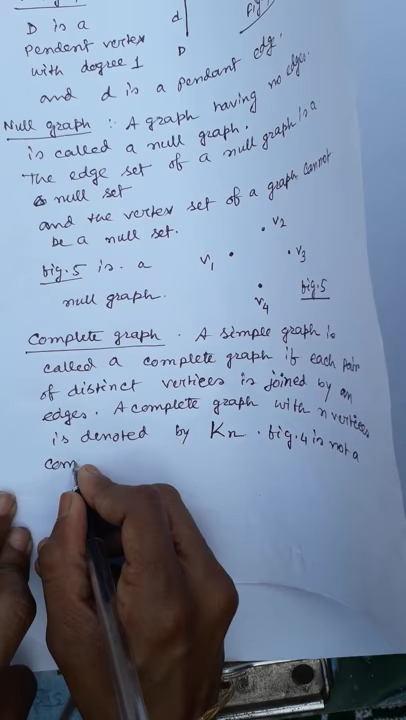 D is a
d
Pendent vertex
D
with degree 1
and d is a pendant edge.
Null graph :- A graph having no edges
is called a null graph.
The edge set of a null graph is a
null set
and the vertex set of a graph cannot
be a null set.
V2
fig.5 is a
V1
V3
null graph.
V4
fig.5
Complete graph. A simple graph is
called a complete graph if each pair
of distinct vertices is joined by an
edges. A complete graph with n vertices
is denoted by Kn. fig.4 is not a
com